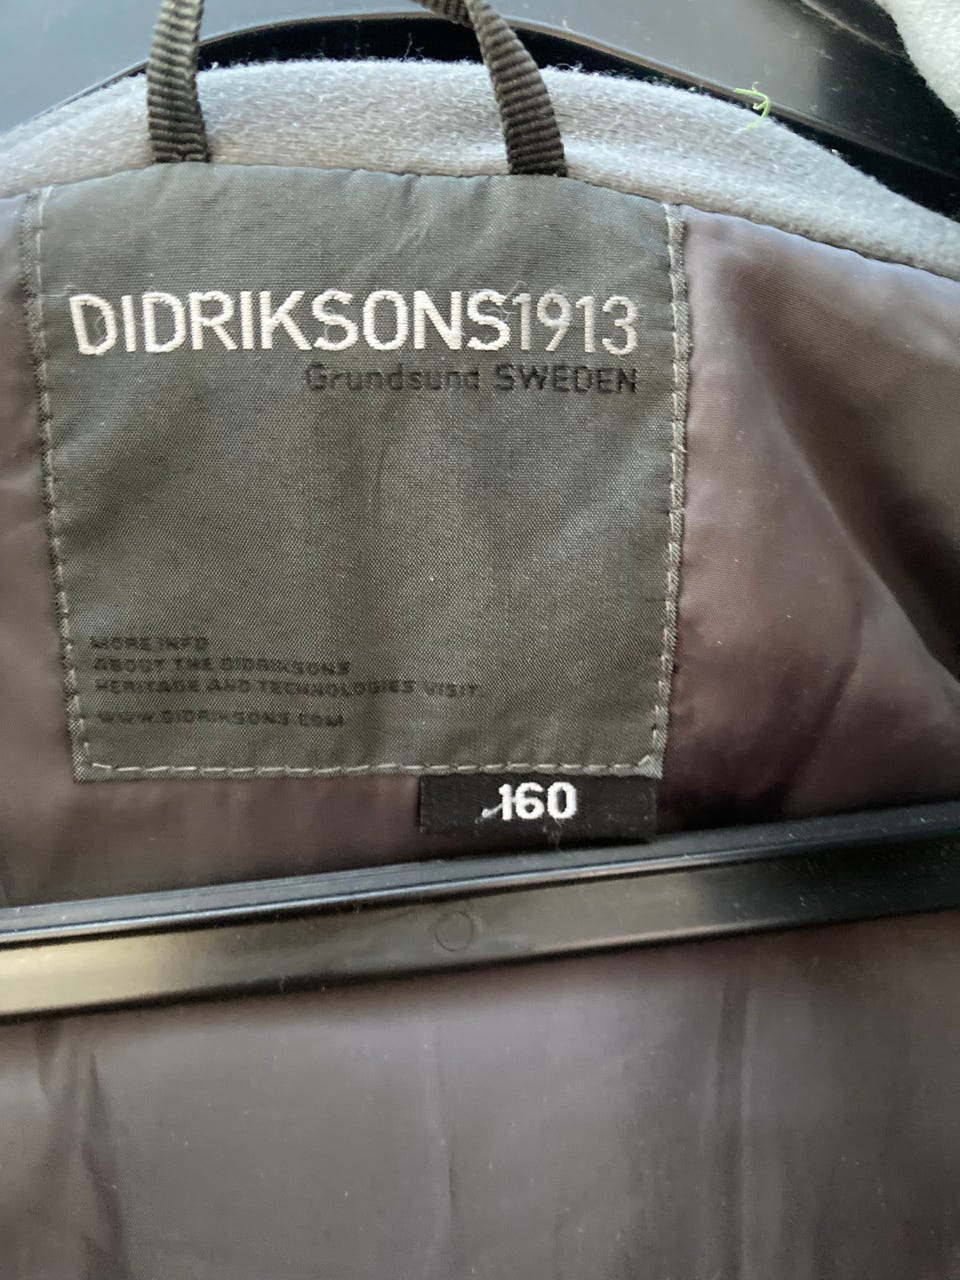 DIDRIKSONS1913
Grundsund SWEDEN
MORE INFO
ABOUT THE DIDRIKSONS
HERITAGE AND TECHNOLOGIES VISIT:
WWW.DIDRIKSONS.COM
160